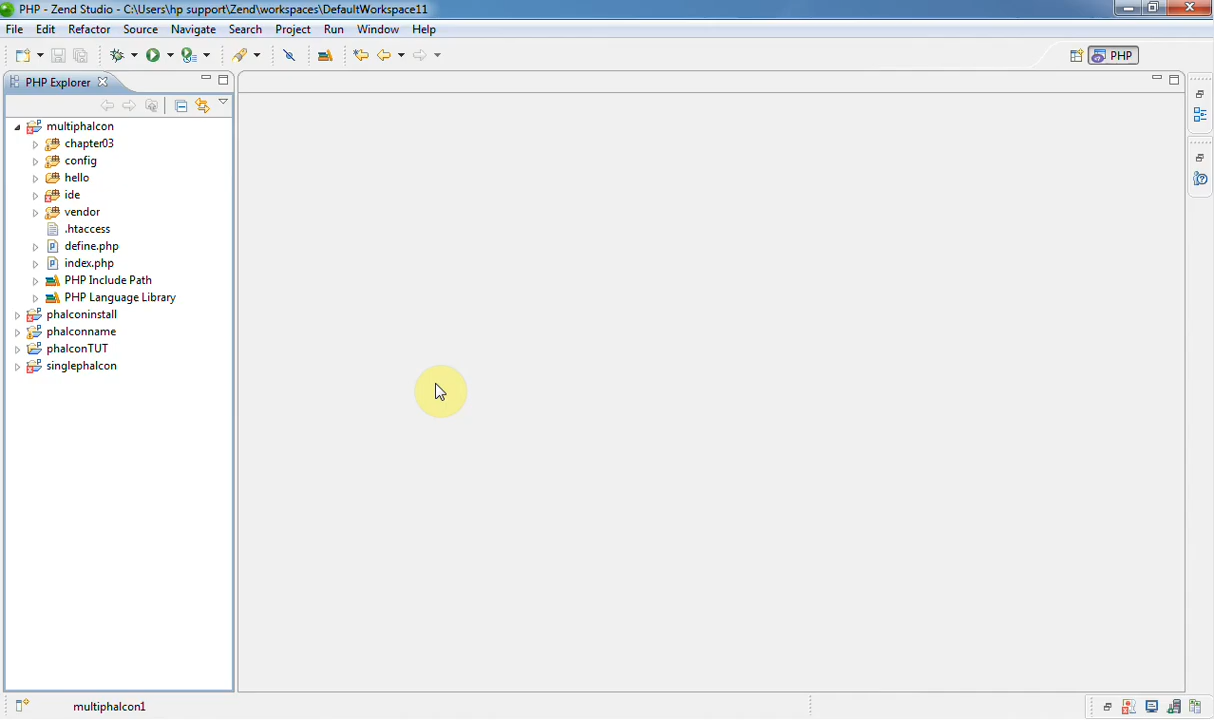 PHP - Zend Studio - C:\Users\hp support\Zend\workspaces\DefaultWorkspace11
File Edit Refactor Source Navigate Search Project Run Window Help
PHP
PHP Explorer
multiphalcon
chapter03
config
hello
ide
vendor
.htaccess
define.php
index.php
PHP Include Path
PHP Language Library
phalconinstall
phalconname
phalconTUT
singlephalcon
multiphalcon1